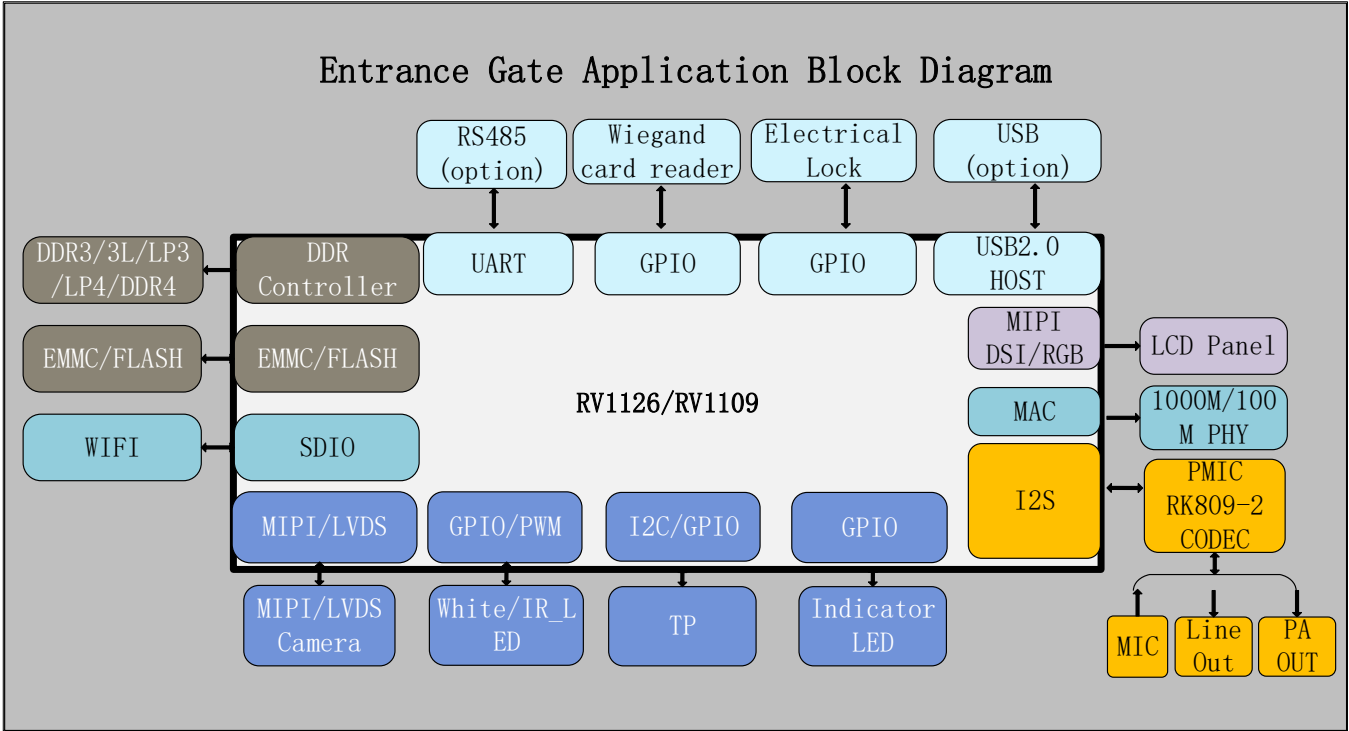 Entrance Gate Application Block Diagram
RS485
(option)
Wiegand
card reader
Electrical
Lock
USB
(option)
DDR3/3L/LP3
/LP4/DDR4
DDR
Controller
UART
GPIO
GPIO
USB2.0
HOST
MIPI
DSI/RGB
LCD Panel
EMMC/FLASH
EMMC/FLASH
RV1126/RV1109
MAC
1000M/100
M PHY
WIFI
SDIO
I2S
PMIC
RK809-2
CODEC
MIPI/LVDS
GPIO/PWM
I2C/GPIO
GPIO
MIPI/LVDS
Camera
White/IR_L
ED
TP
Indicator
LED
MIC
Line
Out
PA
OUT